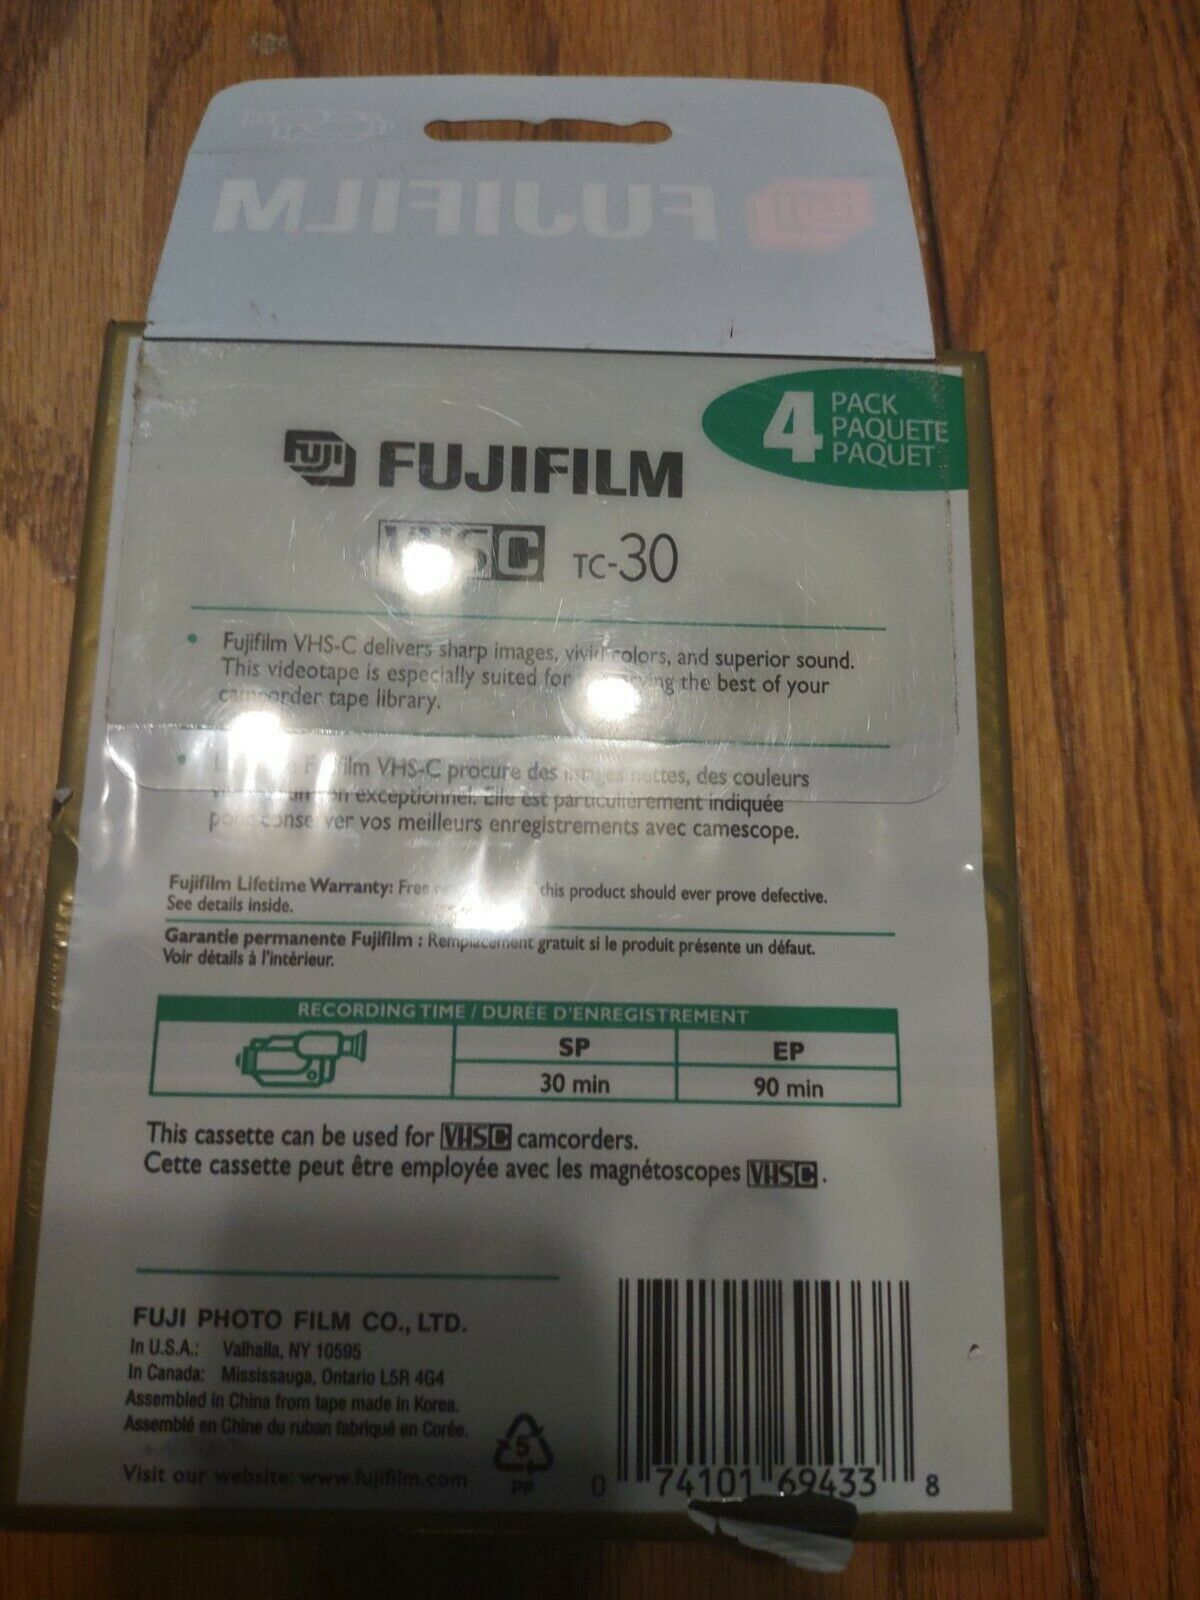 FUJIFILM FUJI
4 PACK
PAQUETE
PAQUET
FUJI FUJIFILM
VHSC TC-30
• Fujifilm VHS-C delivers sharp images, vivid colors, and superior sound.
This videotape is especially suited for the best of your
camcorder tape library.
• Fujifilm VHS-C procure des images nettes, des couleurs
son exceptionnel. Elle est particulièrement indiquée
pour conserver vos meilleurs enregistrements avec camescope.
Fujifilm Lifetime Warranty: Free this product should ever prove defective.
See details inside.
Garantie permanente Fujifilm : Remplacement gratuit si le produit présente un défaut.
Voir détails à l'intérieur.
RECORDING TIME / DURÉE D'ENREGISTREMENT
SP EP
30 min 90 min
This cassette can be used for VHSC camcorders.
Cette cassette peut être employée avec les magnétoscopes VHSC.
FUJI PHOTO FILM CO., LTD.
In U.S.A.: Valhalla, NY 10595
In Canada: Mississauga, Ontario L5R 4G4
Assembled in China from tape made in Korea.
Assemblé en Chine du ruban fabriqué en Corée.
Visit our website: www.fujifilm.com
5
PP
0 74101 69433 8